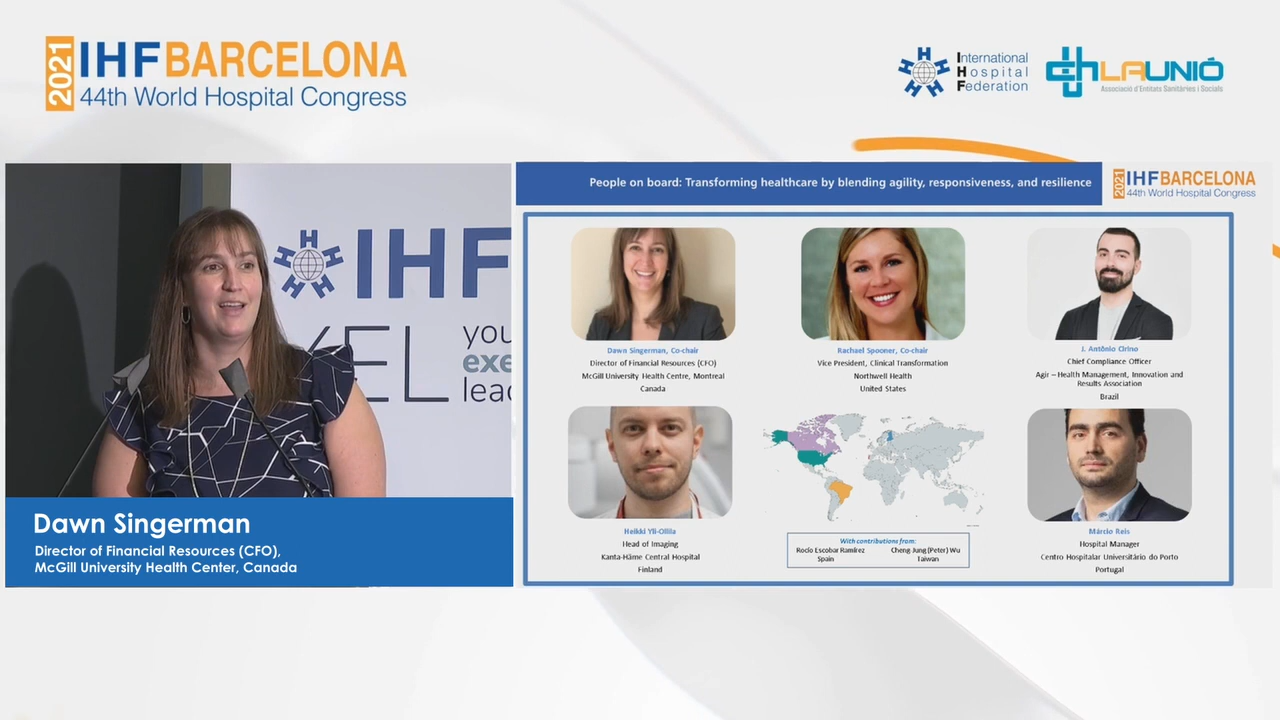 2021
IHF BARCELONA
44th World Hospital Congress
International
Hospital
Federation
LAUNIÓ
Associació d'Entitats Sanitàries i Socials
People on board: Transforming healthcare by blending agility, responsiveness, and resilience
2021
IHFBARCELONA
44th World Hospital Congress
IHF
XEL
you
exe
leac
Dawn Singerman
Director of Financial Resources (CFO),
McGill University Health Center, Canada
Dawn Singerman, Co-chair
Director of Financial Resources (CFO)
McGill University Health Centre, Montreal
Canada
Rachael Spooner, Co-chair
Vice President, Clinical Transformation
Northwell Health
United States
J. Antônio Cirino
Chief Compliance Officer
Agir – Health Management, Innovation and
Results Association
Brazil
Heikki Yli-Ollila
Head of Imaging
Kanta-Häme Central Hospital
Finland
With contributions from:
Rocío Escobar Ramírez
Spain
Cheng-Jung (Peter) Wu
Taiwan
Márcio Reis
Hospital Manager
Centro Hospitalar Universitário do Porto
Portugal